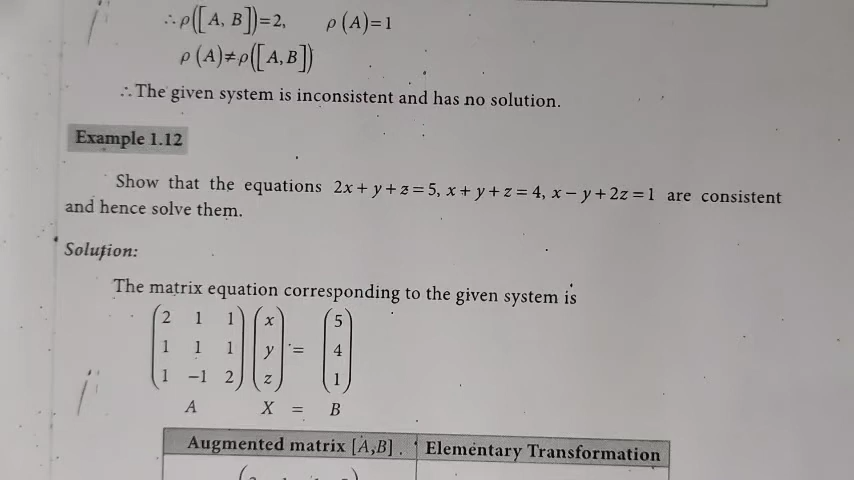 ∴ρ([A, B])=2, ρ(A)=1
ρ(A)≠ρ([A,B])
∴The given system is inconsistent and has no solution.
Example 1.12
Show that the equations 2x+y+z=5, x+y+z=4, x−y+2z=1 are consistent
and hence solve them.
Solution:
The matrix equation corresponding to the given system is
2 1 1 x 5
1 1 1 y = 4
1 −1 2 z 1
A X = B
Augmented matrix [A,B] Elementary Transformation